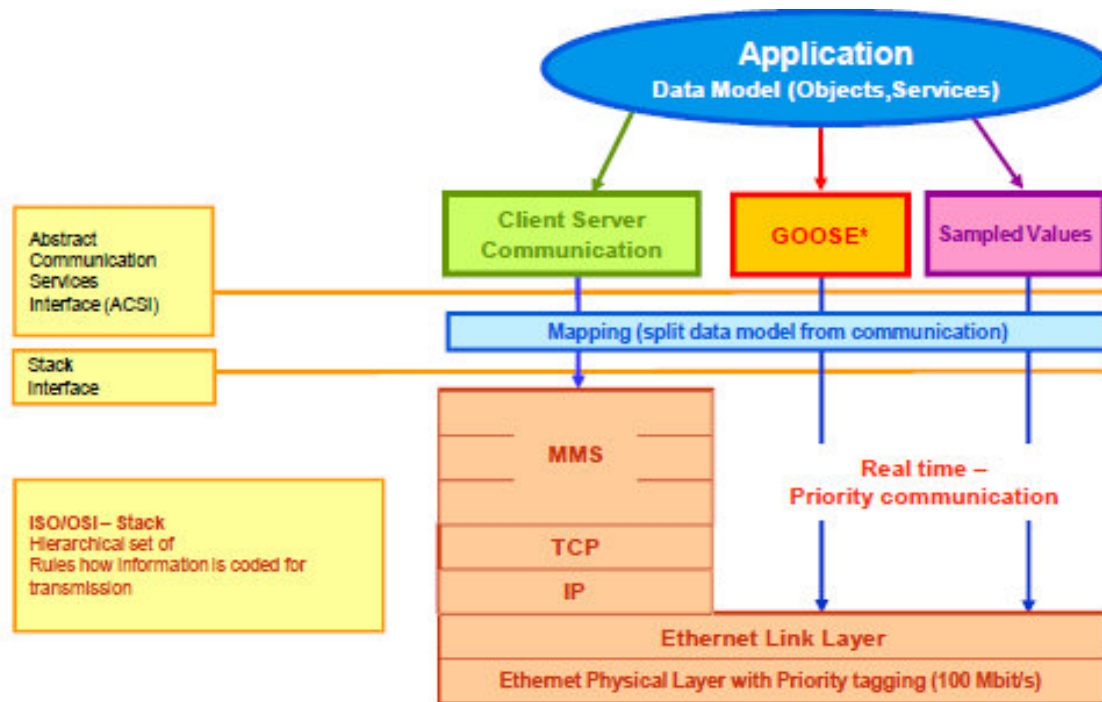 Application
Data Model (Objects,Services)
Client Server
Communication
GOOSE*
Sampled Values
Abstract
Communication
Services
Interface (ACSI)
Mapping (split data model from communication)
Stack
Interface
MMS
Real time –
Priority communication
ISO/OSI – Stack
Hierarchical set of
Rules how information is coded for
transmission
TCP
IP
Ethernet Link Layer
Ethernet Physical Layer with Priority tagging (100 Mbit/s)